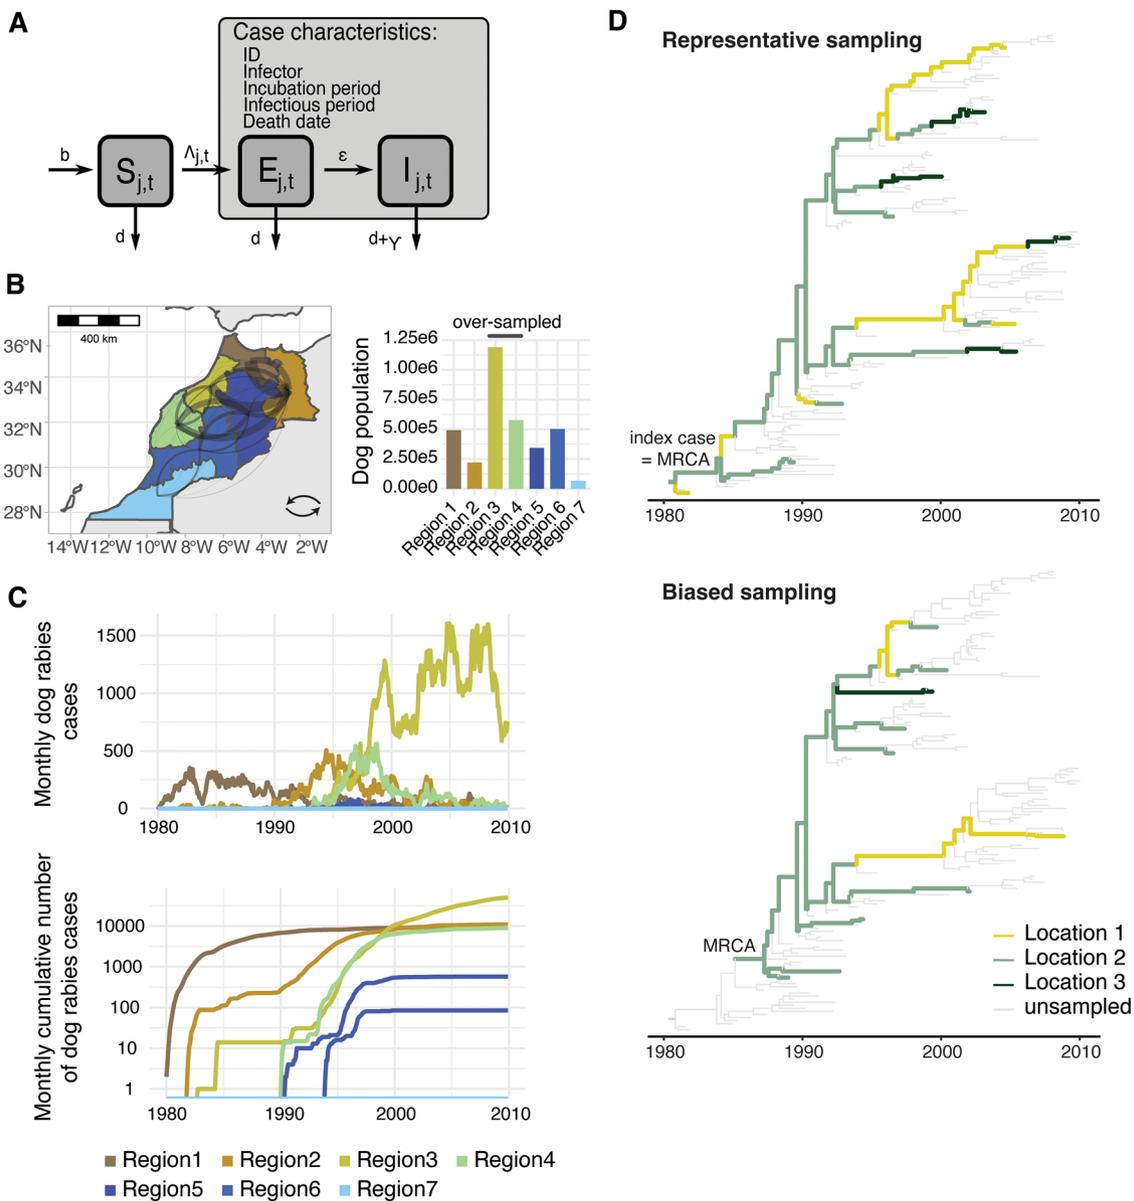 A
Case characteristics:
ID
Infector
Incubation period
Infectious period
Death date
b
S j,t
Λj,t
E j,t
ε
I j,t
d
d
d+γ
B
400 km
36°N
34°N
32°N
30°N
28°N
14°W 12°W 10°W 8°W 6°W 4°W 2°W
Dog population
over-sampled
1.25e6
1.00e6
7.50e5
5.00e5
2.50e5
0.00e0
Region 1
Region 2
Region 3
Region 4
Region 5
Region 6
Region 7
C
Monthly dog rabies
cases
1500
1000
500
0
1980 1990 2000 2010
Monthly cumulative number
of dog rabies cases
10000
1000
100
10
1
1980 1990 2000 2010
Region1 Region2 Region3 Region4
Region5 Region6 Region7
D
Representative sampling
index case
= MRCA
1980 1990 2000 2010
Biased sampling
MRCA
Location 1
Location 2
Location 3
unsampled
1980 1990 2000 2010